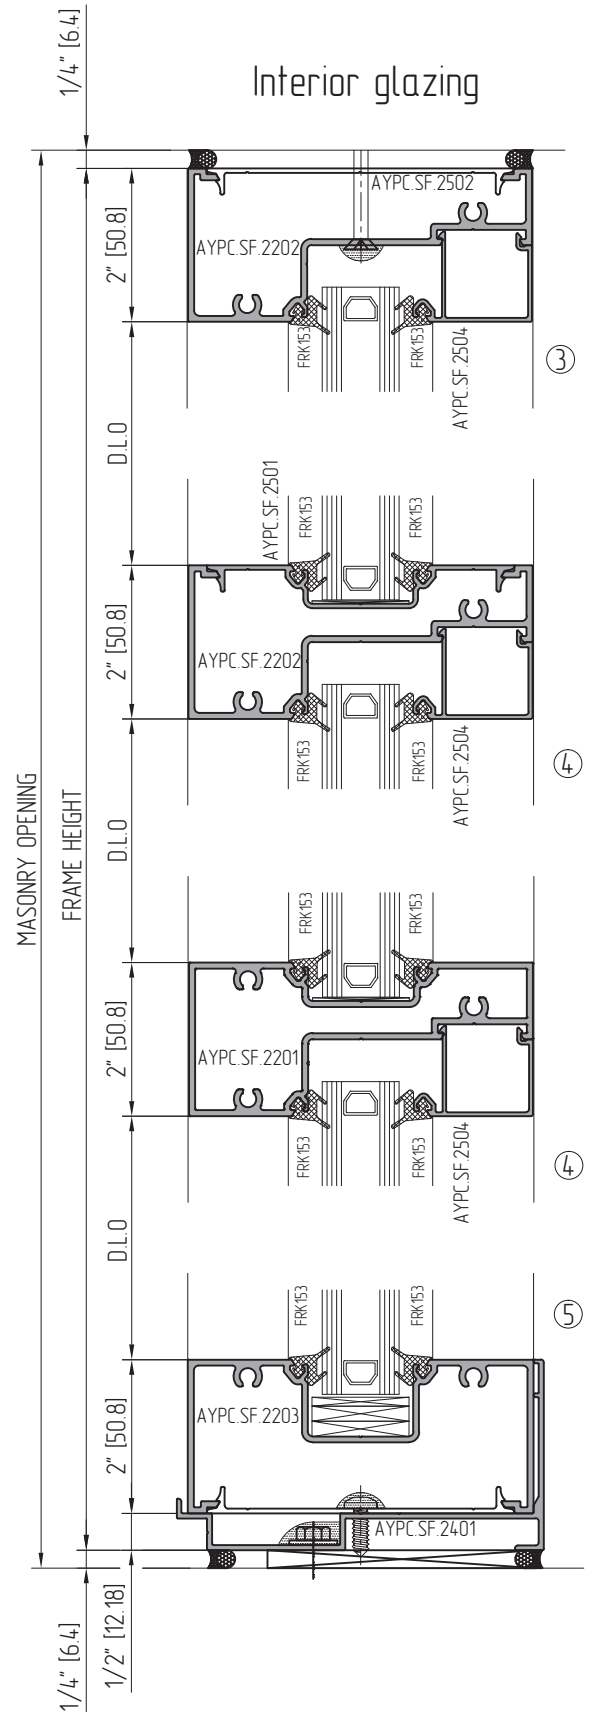 1/4" [6.4]
Interior glazing
AYPC.SF.2502
2" [50.8]
AYPC.SF.2202
FRK153
FRK153
AYPC.SF.2504
3
D.L.O
AYPC.SF.2501
FRK153
FRK153
2" [50.8]
AYPC.SF.2202
FRK153
FRK153
AYPC.SF.2504
4
MASONRY OPENING
FRAME HEIGHT
D.L.O
FRK153
FRK153
2" [50.8]
AYPC.SF.2201
FRK153
FRK153
AYPC.SF.2504
4
D.L.O
FRK153
FRK153
5
2" [50.8]
AYPC.SF.2203
AYPC.SF.2401
1/4" [6.4]
1/2" [12.18]